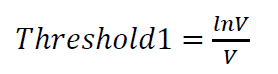 Threshold1 = lnV/V